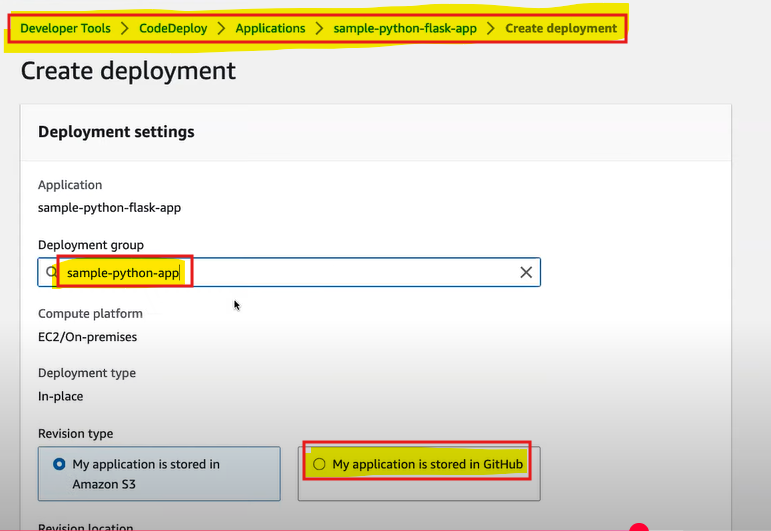 Developer Tools > CodeDeploy > Applications > sample-python-flask-app > Create deployment
Create deployment
Deployment settings
Application
sample-python-flask-app
Deployment group
sample-python-app
Compute platform
EC2/On-premises
Deployment type
In-place
Revision type
My application is stored in
Amazon S3
My application is stored in GitHub
Revision location